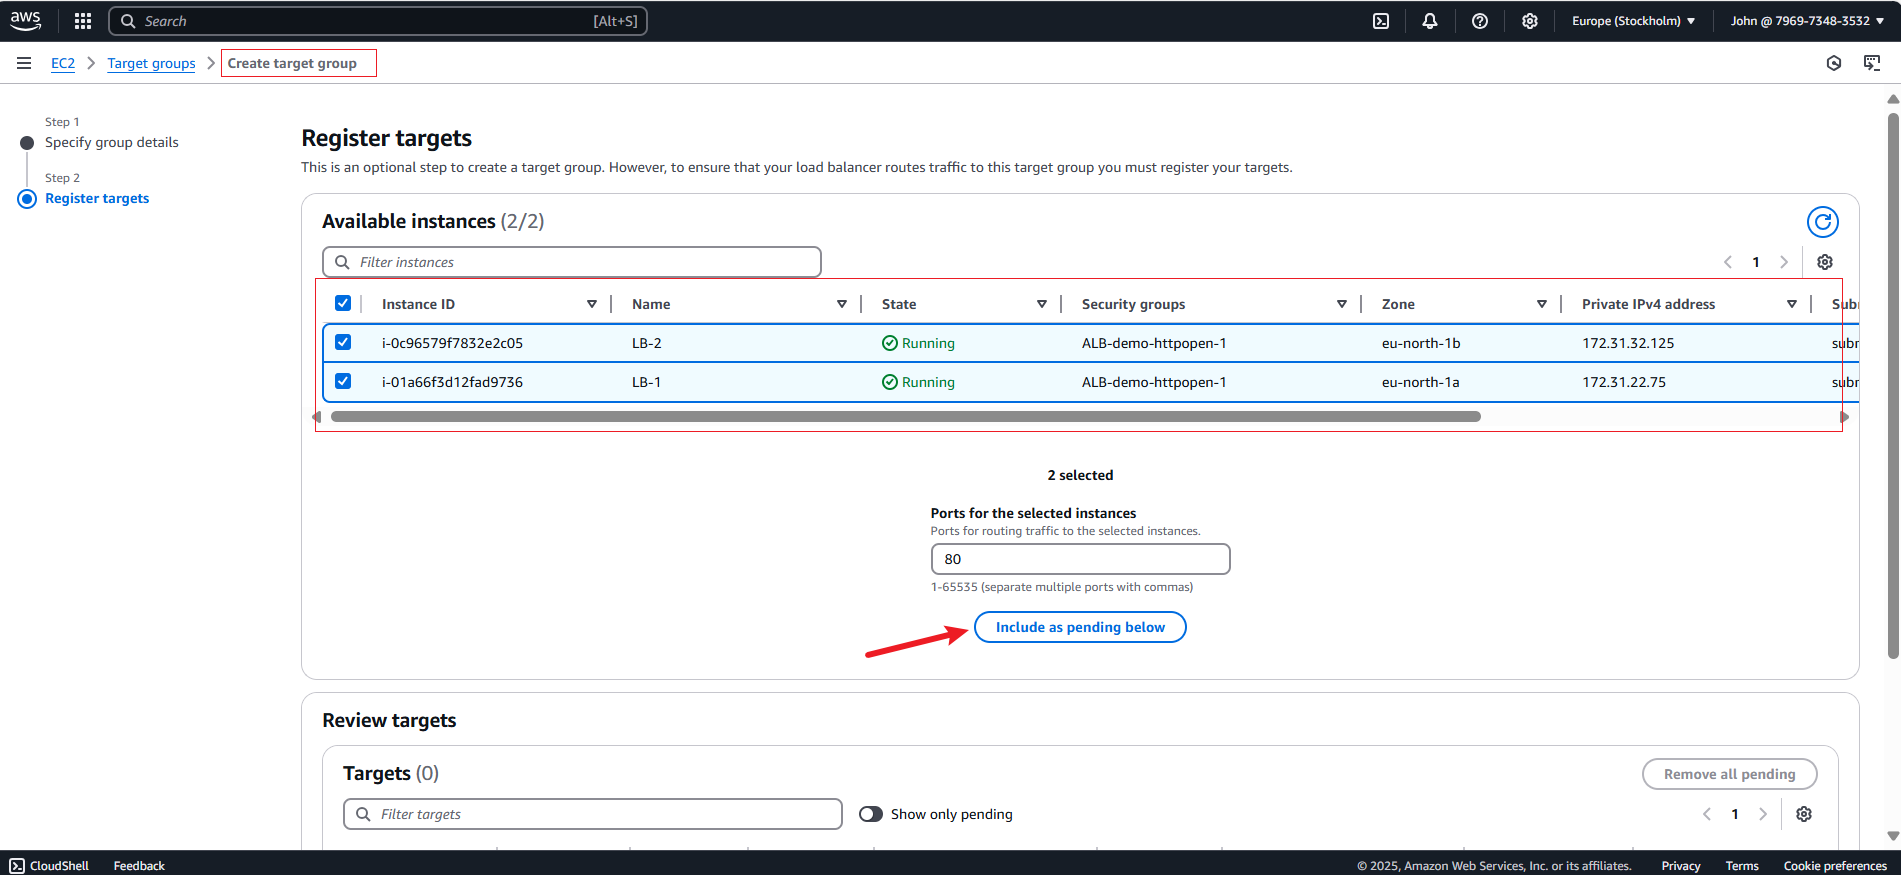 aws
Search
[Alt+S]
Europe (Stockholm)
John @ 7969-7348-3532
EC2
Target groups
Create target group
Step 1
Specify group details
Step 2
Register targets
Register targets
This is an optional step to create a target group. However, to ensure that your load balancer routes traffic to this target group you must register your targets.
Available instances (2/2)
Filter instances
1
Instance ID Name State Security groups Zone Private IPv4 address Subn
i-0c96579f7832e2c05 LB-2 Running ALB-demo-httpopen-1 eu-north-1b 172.31.32.125 subn
i-01a66f3d12fad9736 LB-1 Running ALB-demo-httpopen-1 eu-north-1a 172.31.22.75 subn
2 selected
Ports for the selected instances
Ports for routing traffic to the selected instances.
80
1-65535 (separate multiple ports with commas)
Include as pending below
Review targets
Targets (0)
Remove all pending
Filter targets
Show only pending
1
CloudShell
Feedback
© 2025, Amazon Web Services, Inc. or its affiliates.
Privacy
Terms
Cookie preferences